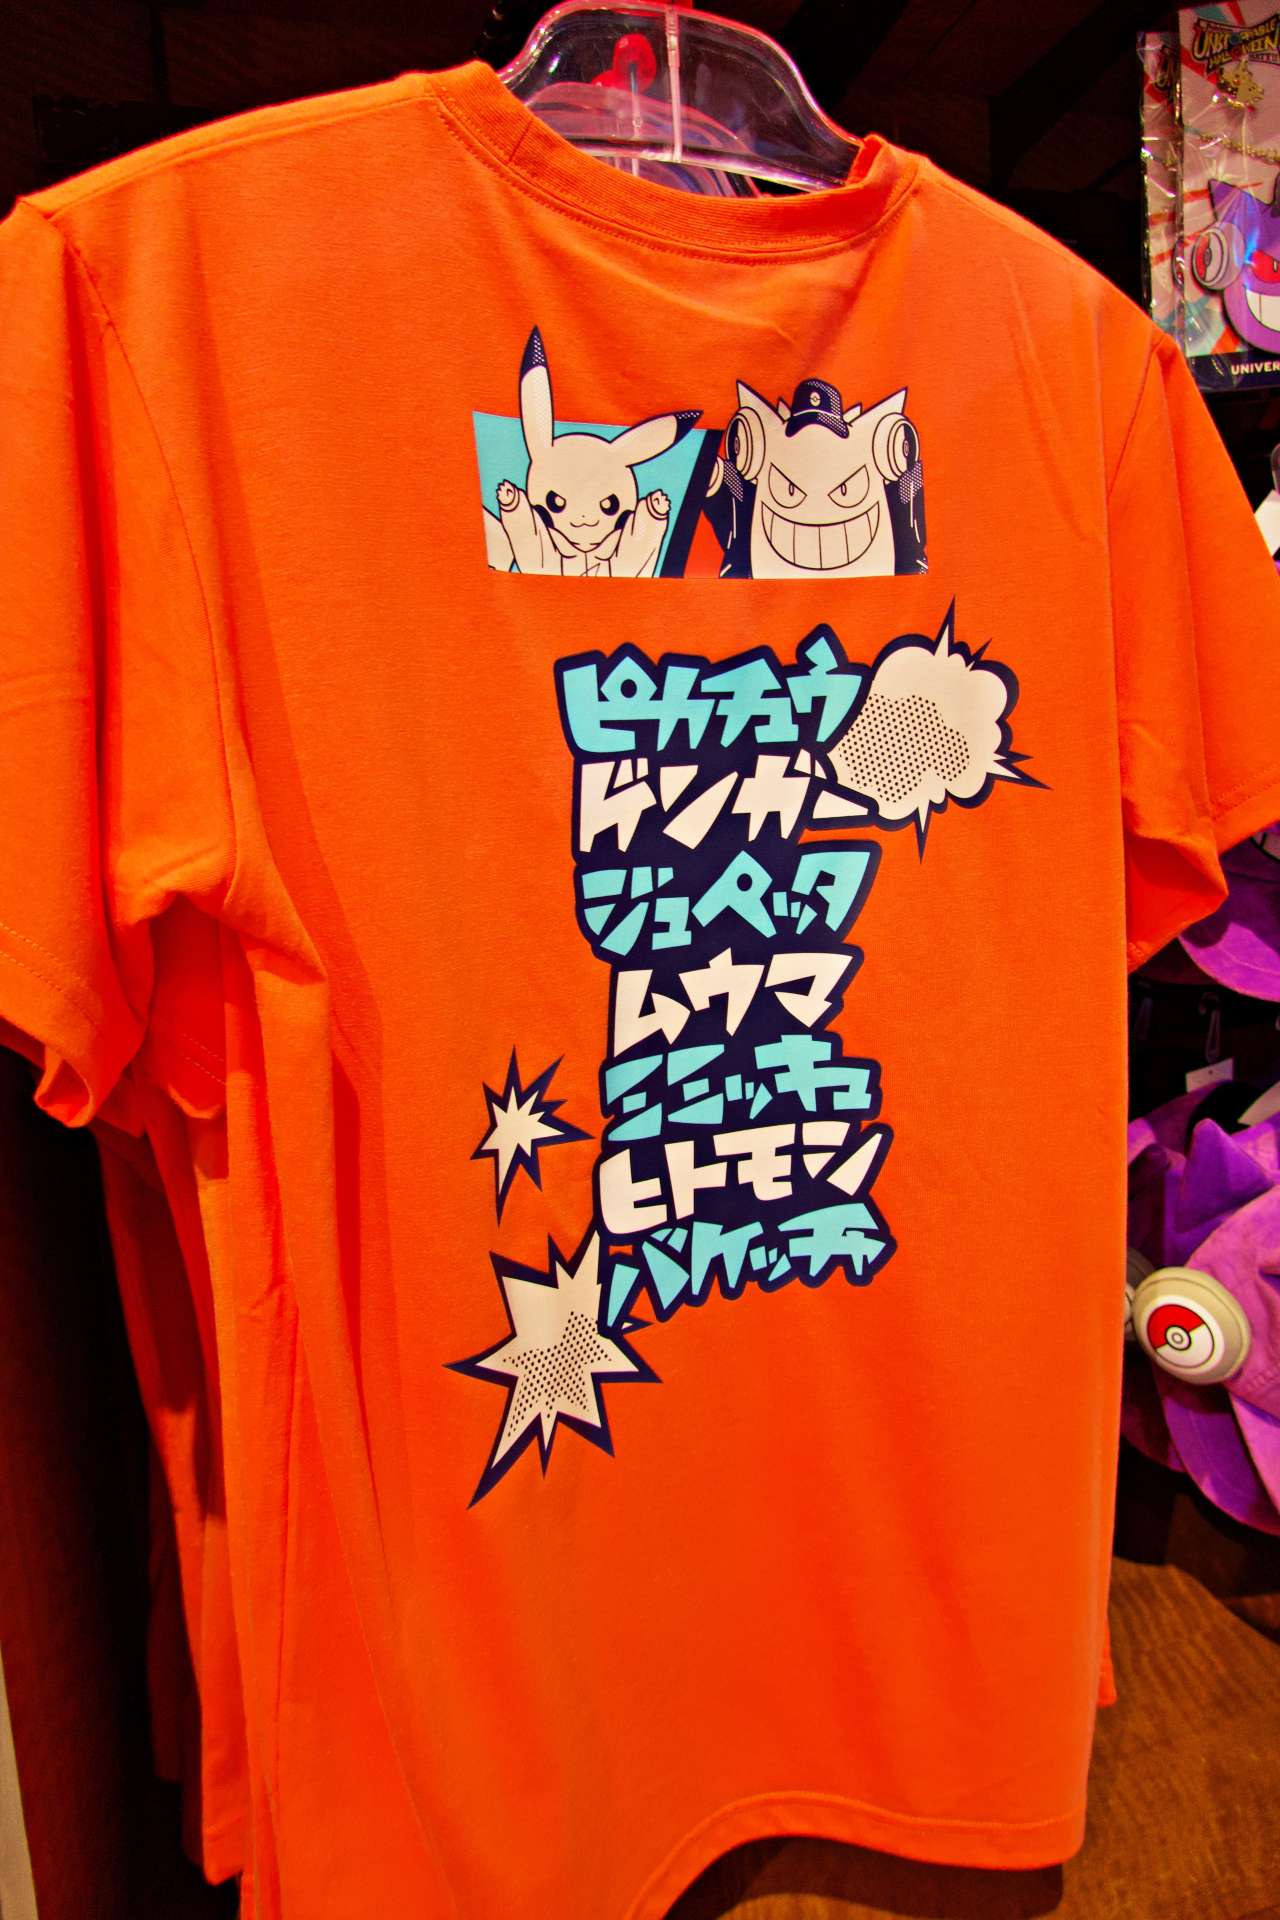 ピカチュウ
ゲンガー
ジュペッタ
ムウマ
ミミッキュ
ヒトモシ
バケッチャ
UNIVER